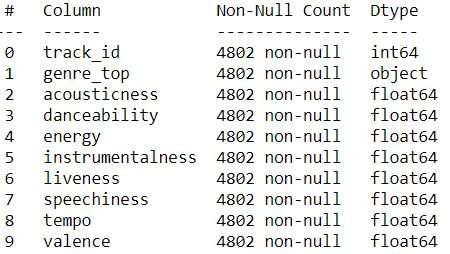 # Column Non-Null Count Dtype
--- ------ -------------- -----
0 track_id 4802 non-null int64
1 genre_top 4802 non-null object
2 acousticness 4802 non-null float64
3 danceability 4802 non-null float64
4 energy 4802 non-null float64
5 instrumentalness 4802 non-null float64
6 liveness 4802 non-null float64
7 speechiness 4802 non-null float64
8 tempo 4802 non-null float64
9 valence 4802 non-null float64